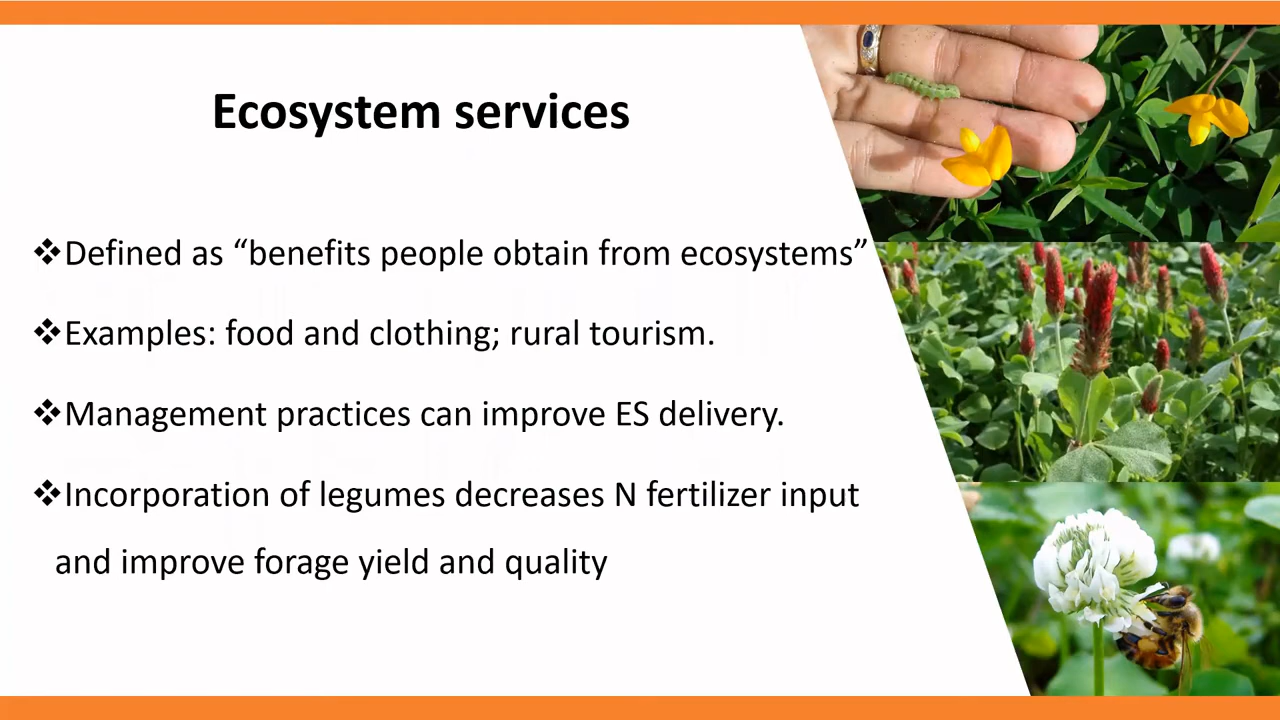 Ecosystem services
❖Defined as “benefits people obtain from ecosystems”
❖Examples: food and clothing; rural tourism.
❖Management practices can improve ES delivery.
❖Incorporation of legumes decreases N fertilizer input
and improve forage yield and quality